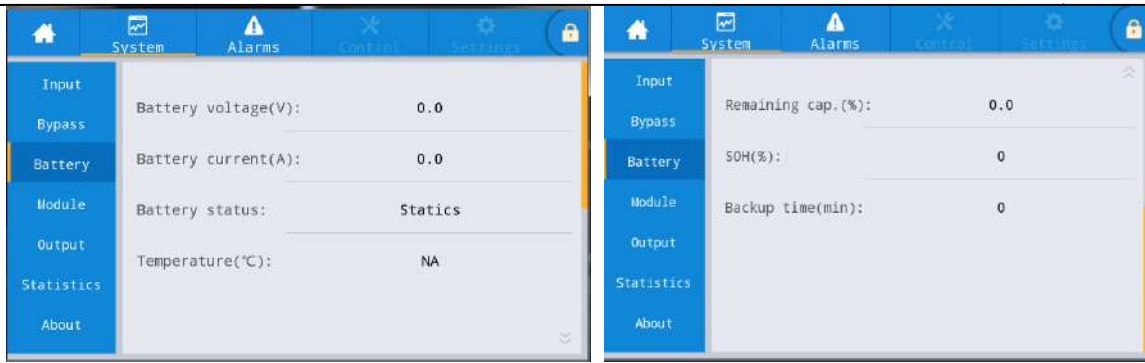 System Alarms Control Settings
Input
Bypass
Battery
Module
Output
Statistics
About
Battery voltage(V): 0.0
Battery current(A): 0.0
Battery status: Statics
Temperature(℃): NA
System Alarms Control Settings
Input
Bypass
Battery
Module
Output
Statistics
About
Remaining cap.(%): 0.0
SOH(%): 0
Backup time(min): 0